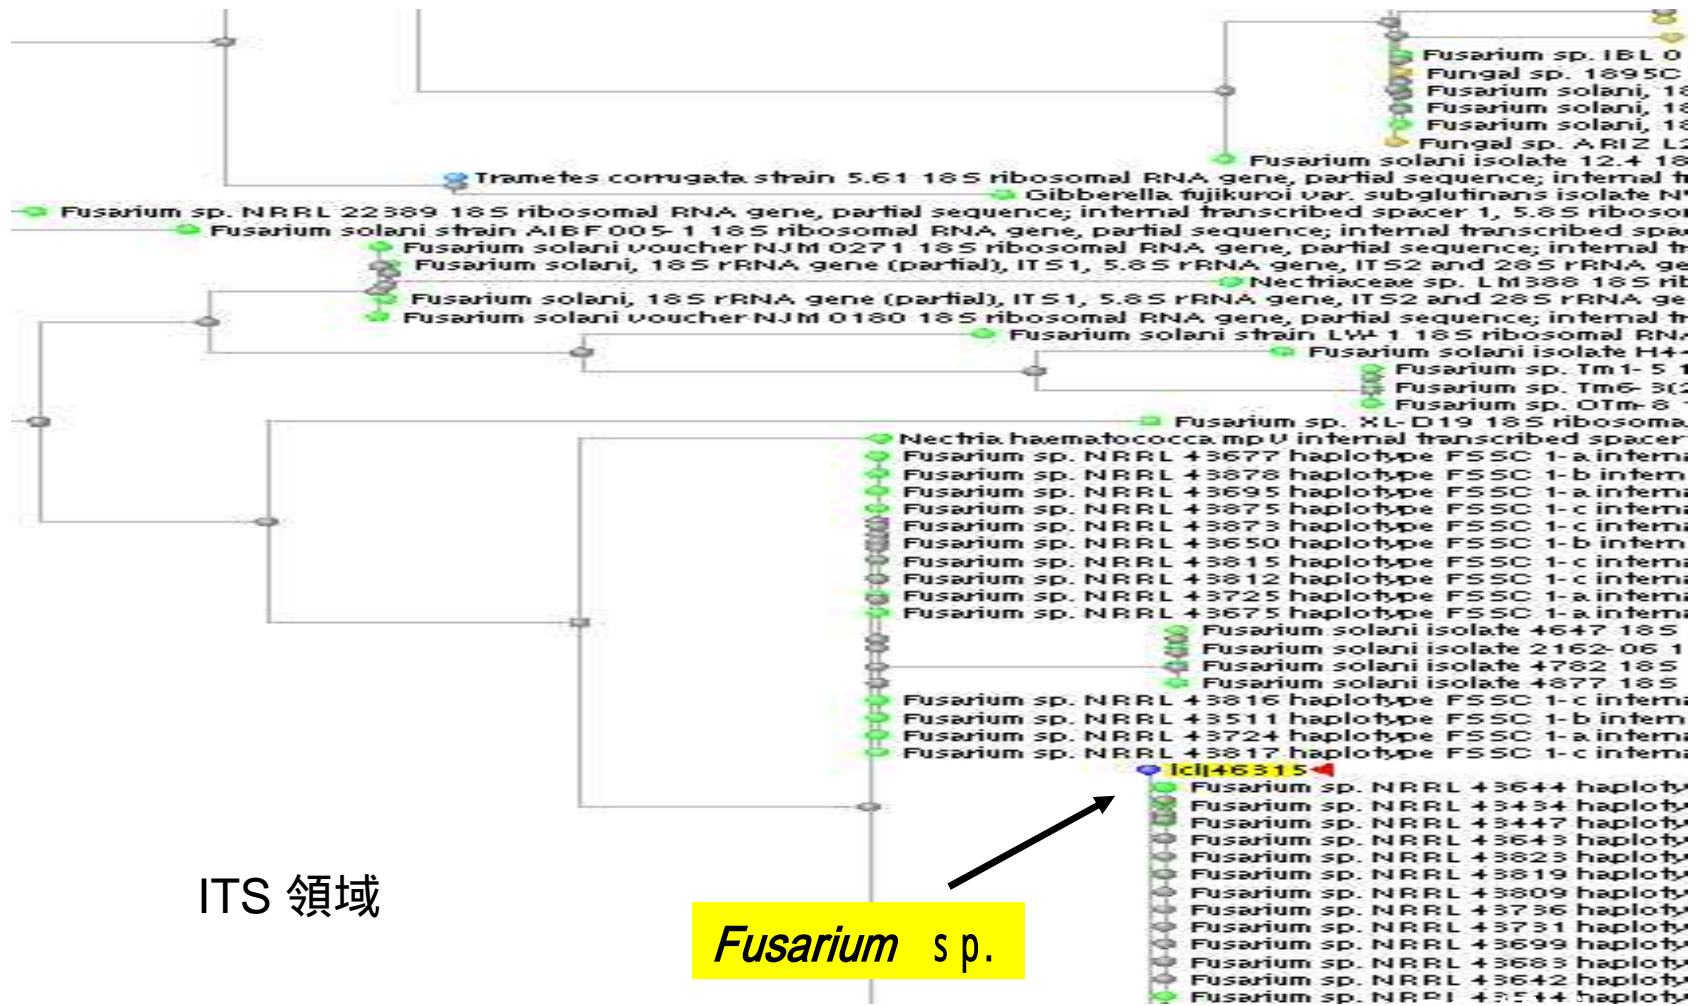 Fusarium sp. IBL 0
Fungal sp. 1895C
Fusarium solani, 18
Fusarium solani, 18
Fusarium solani, 18
Fungal sp. ARIZ L2
Fusarium solani isolate 12.4 18
Trametes corrugata strain 5.61 18S ribosomal RNA gene, partial sequence; internal tr
Gibberella fujikuroi var. subglutinans isolate
Fusarium sp. NRRL 22389 18S ribosomal RNA gene, partial sequence; internal transcribed spacer 1, 5.8S riboso
Fusarium solani strain AIBF 005-1 18S ribosomal RNA gene, partial sequence; internal transcribed spa
Fusarium solani voucher NJM 0271 18S ribosomal RNA gene, partial sequence; internal tr
Fusarium solani, 18S rRNA gene (partial), ITS1, 5.8S rRNA gene, ITS2 and 28S rRNA ge
Nectriaceae sp. LM388 18S rib
Fusarium solani, 18S rRNA gene (partial), ITS1, 5.8S rRNA gene, ITS2 and 28S rRNA ge
Fusarium solani voucher NJM 0180 18S ribosomal RNA gene, partial sequence; internal tr
Fusarium solani strain 18S ribosomal RNA
Fusarium solani isolate H44
Fusarium sp. Tm1-5 1
Fusarium sp. Tm6-3(2
Fusarium sp. OTm-8
Fusarium sp. XL-D19 18S ribosoma
Nectria haematococca mpV internal transcribed spacer
Fusarium sp. NRRL 43677 haplotype FSSC 1-a interna
Fusarium sp. NRRL 43878 haplotype FSSC 1-b intern
Fusarium sp. NRRL 43695 haplotype FSSC 1-a interna
Fusarium sp. NRRL 43875 haplotype FSSC 1-c interna
Fusarium sp. NRRL 43873 haplotype FSSC 1-c interna
Fusarium sp. NRRL 43650 haplotype FSSC 1-b intern
Fusarium sp. NRRL 43815 haplotype FSSC 1-c interna
Fusarium sp. NRRL 43812 haplotype FSSC 1-c interna
Fusarium sp. NRRL 43725 haplotype FSSC 1-a interna
Fusarium sp. NRRL 43675 haplotype FSSC 1-a interna
Fusarium solani isolate 4647 18S
Fusarium solani isolate 2162-06 1
Fusarium solani isolate 4782 18S
Fusarium solani isolate 4877 18S
Fusarium sp. NRRL 43816 haplotype FSSC 1-c interna
Fusarium sp. NRRL 43511 haplotype FSSC 1-b intern
Fusarium sp. NRRL 43724 haplotype FSSC 1-a interna
Fusarium sp. NRRL 43817 haplotype FSSC 1-c interna
lcl|46315
Fusarium sp. NRRL 43644 haploty
Fusarium sp. NRRL 43434 haploty
Fusarium sp. NRRL 43447 haploty
Fusarium sp. NRRL 43643 haploty
Fusarium sp. NRRL 43823 haploty
Fusarium sp. NRRL 43819 haploty
Fusarium sp. NRRL 43809 haploty
Fusarium sp. NRRL 43736 haploty
Fusarium sp. NRRL 43731 haploty
Fusarium sp. NRRL 43699 haploty
Fusarium sp. NRRL 43683 haploty
Fusarium sp. NRRL 43642 haploty
Fusarium sp. NRRL haploty
ITS 領域
Fusarium sp.